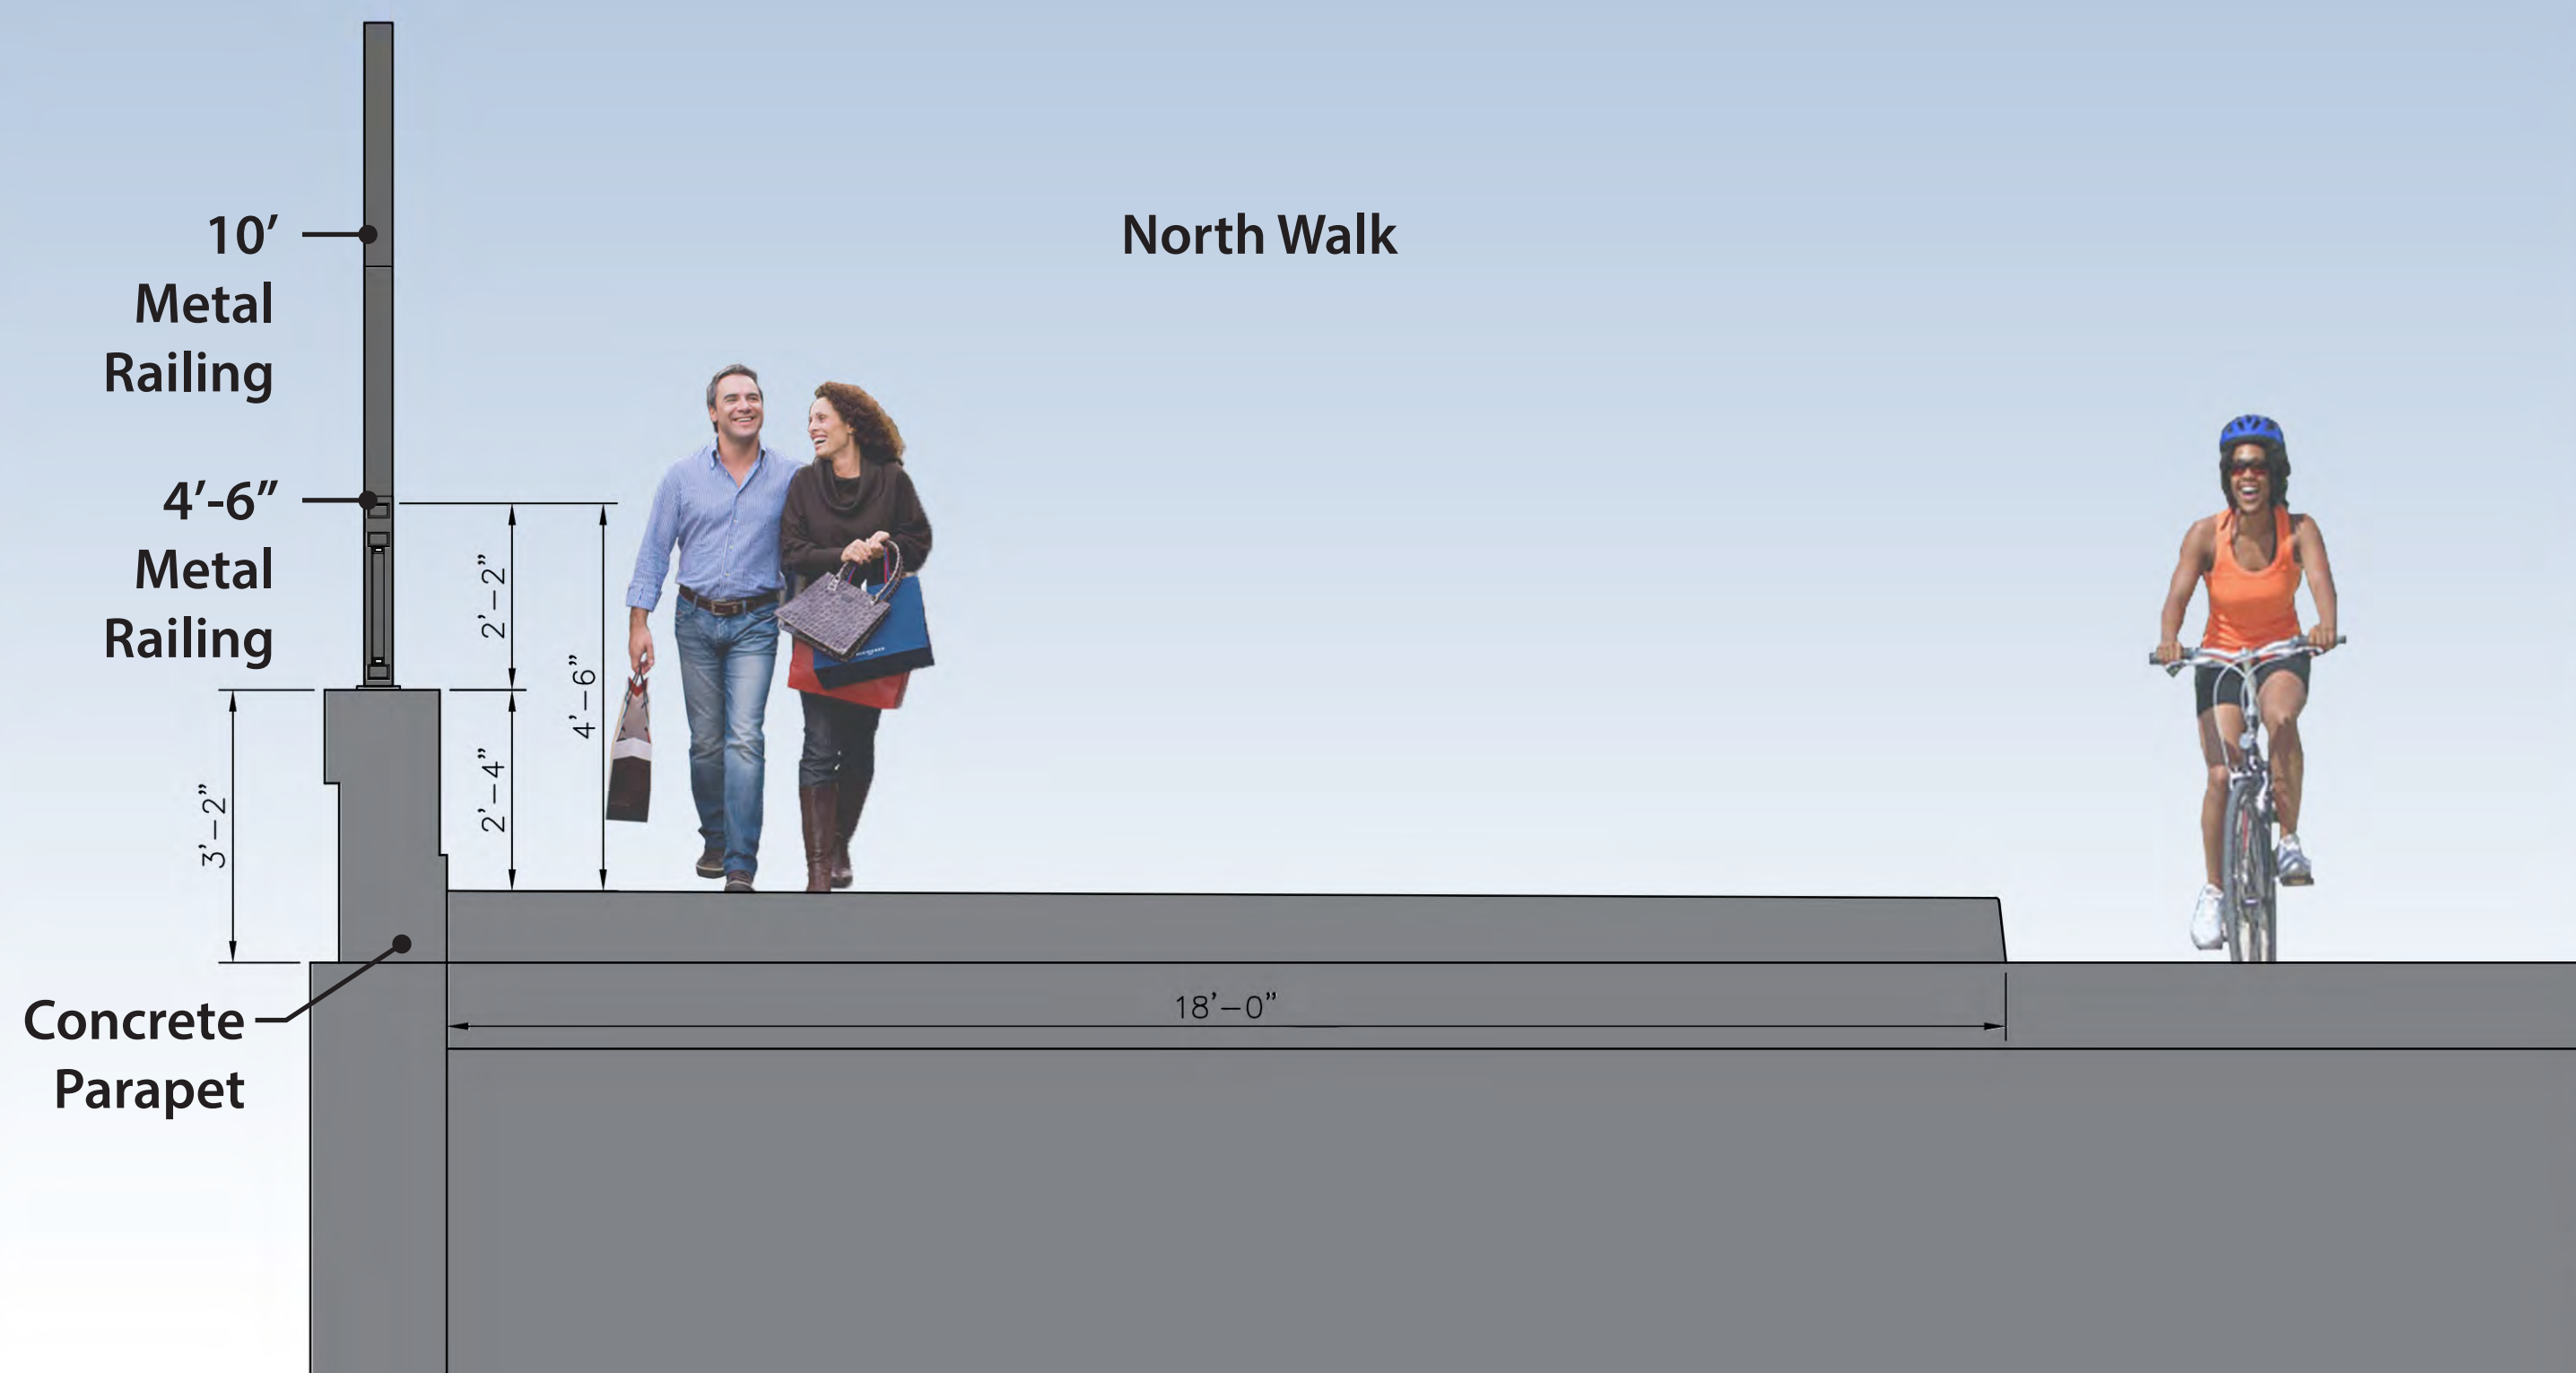 10′
Metal
Railing
North Walk
4′-6″
Metal
Railing
2’–2”
4’–6”
2’–4”
3’–2”
18’–0”
Concrete
Parapet